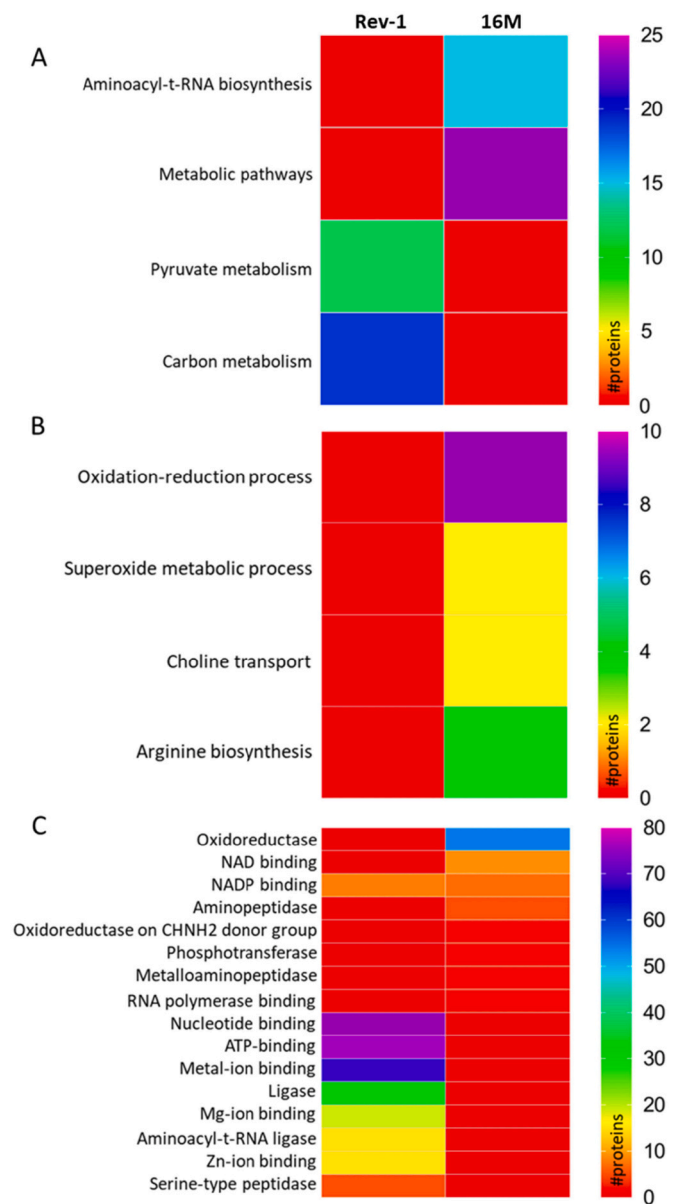 Rev-1 16M
A
Aminoacyl-t-RNA biosynthesis
Metabolic pathways
Pyruvate metabolism
Carbon metabolism
25
20
15
10
5
0
#proteins
B
Oxidation-reduction process
Superoxide metabolic process
Choline transport
Arginine biosynthesis
10
8
6
4
2
0
#proteins
C
Oxidoreductase
NAD binding
NADP binding
Aminopeptidase
Oxidoreductase on CHNH2 donor group
Phosphotransferase
Metalloaminopeptidase
RNA polymerase binding
Nucleotide binding
ATP-binding
Metal-ion binding
Ligase
Mg-ion binding
Aminoacyl-t-RNA ligase
Zn-ion binding
Serine-type peptidase
80
70
60
50
40
30
20
10
0
#proteins